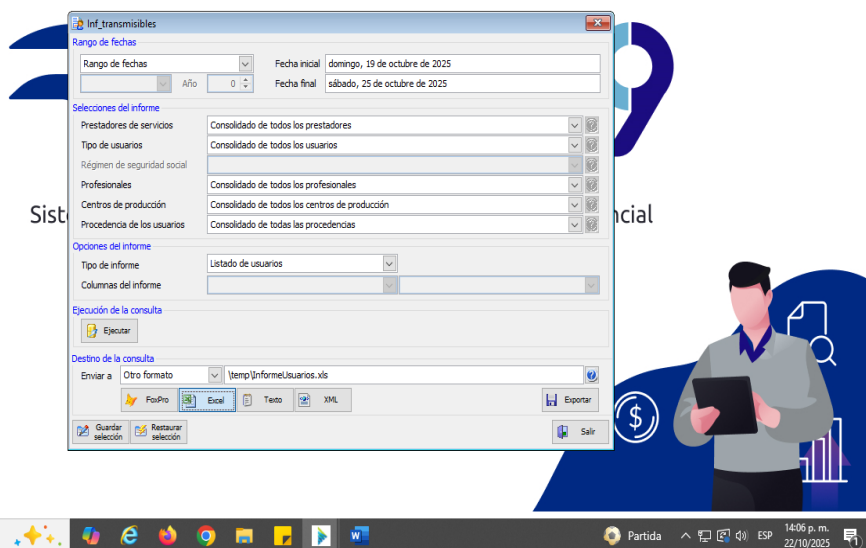 Inf_transmisibles
Rango de fechas
Rango de fechas
Fecha inicial domingo, 19 de octubre de 2025
Año 0 Fecha final sábado, 25 de octubre de 2025
Selecciones del informe
Prestadores de servicios Consolidado de todos los prestadores
Tipo de usuarios Consolidado de todos los usuarios
Régimen de seguridad social
Profesionales Consolidado de todos los profesionales
Centros de producción Consolidado de todos los centros de producción
Sist ncial
Procedencia de los usuarios Consolidado de todas las procedencias
Opciones del informe
Tipo de informe Listado de usuarios
Columnas del informe
Ejecución de la consulta
Ejecutar
Destino de la consulta
Enviar a Otro formato \temp\InformeUsuarios.xls
FoxPro Excel Texto XML Exportar
Guardar selección
Restaurar selección
Salir
Partida ESP 14:06 p. m.
22/10/2025